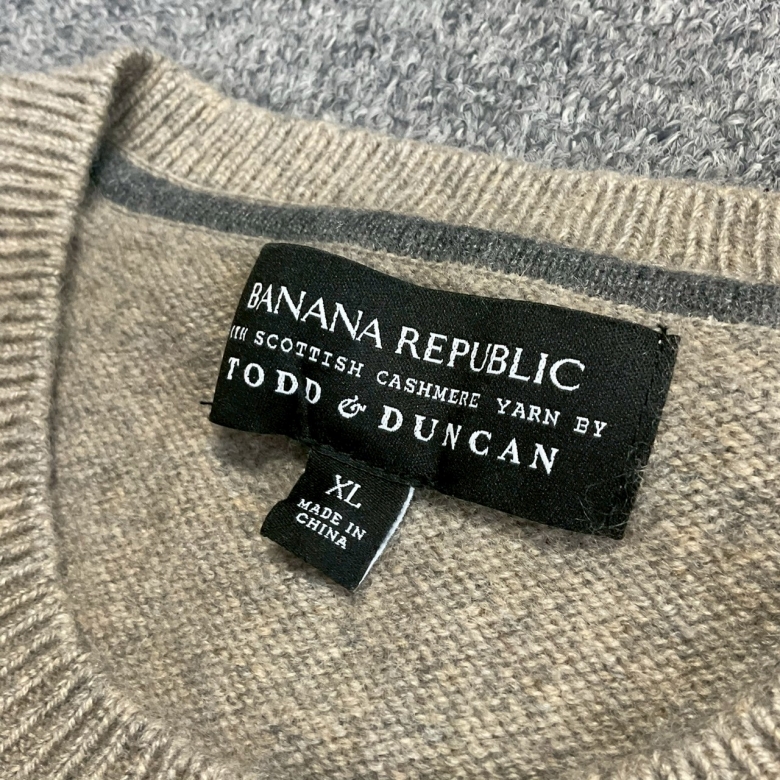 BANANA REPUBLIC
SCOTTISH CASHMERE YARN BY
TODD & DUNCAN
XL
MADE IN
CHINA